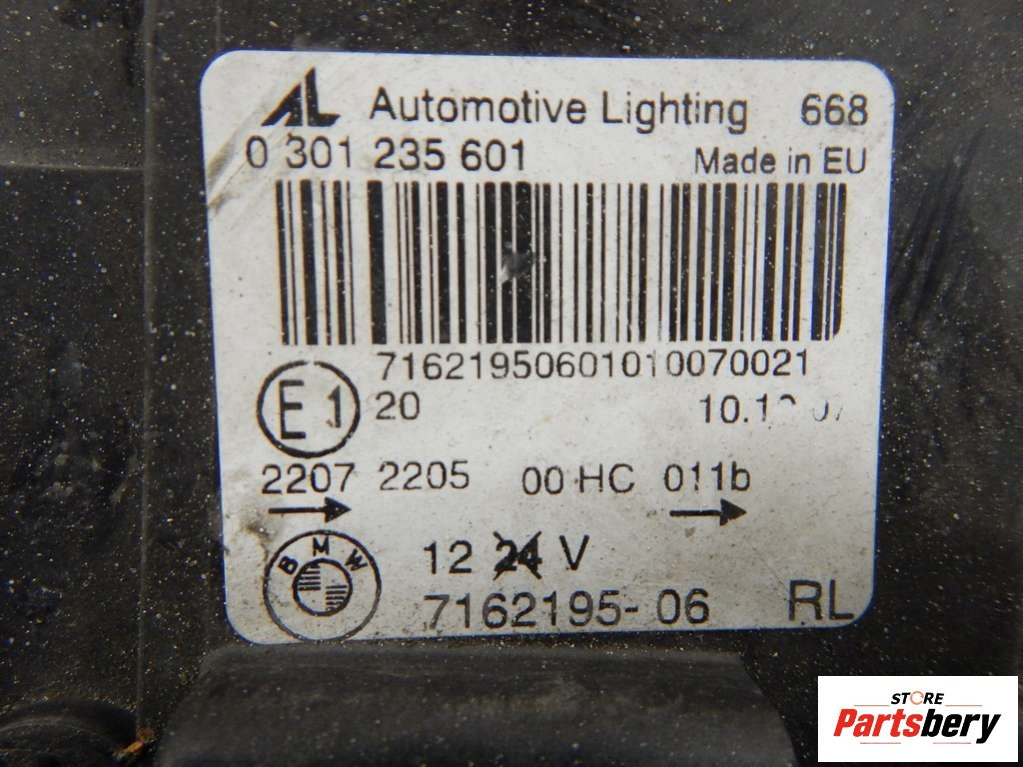 AL Automotive Lighting 668
0 301 235 601 Made in EU
71621950601010070021
E1 20
2207 2205 00 HC 011b
BMW
12 24 V
7162195-06 RL
STORE
Partsbery